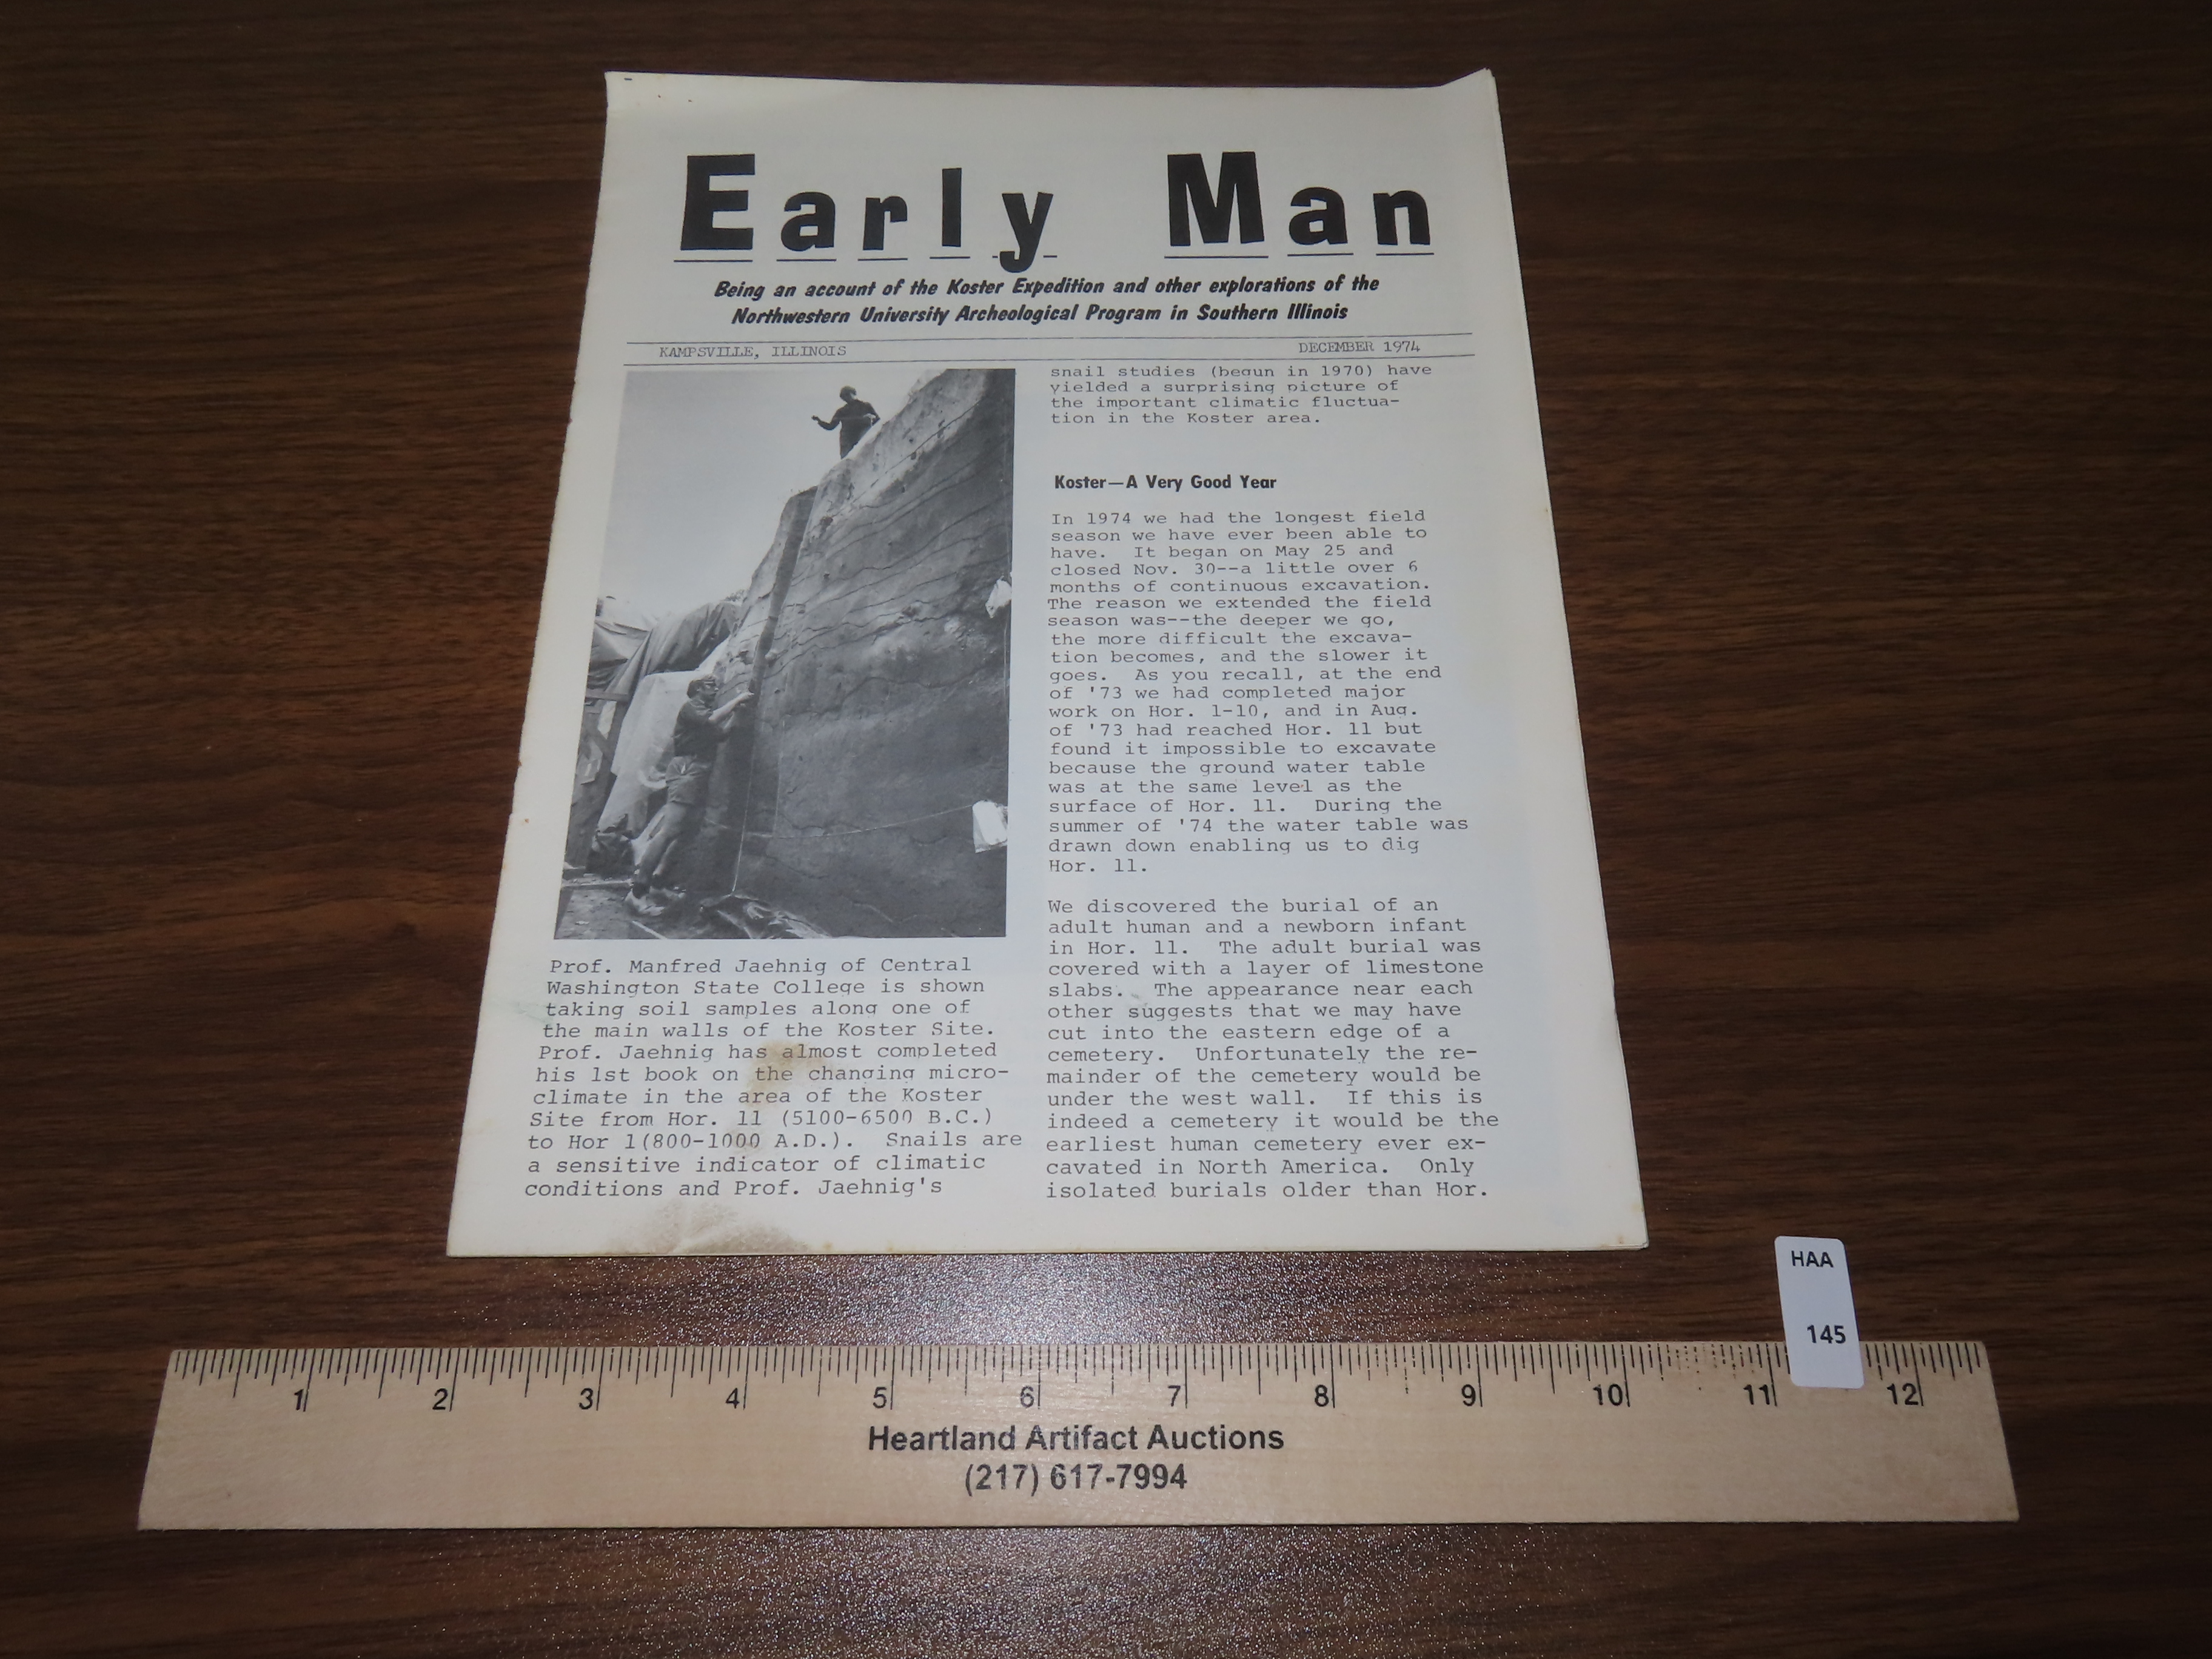 Early Man
Being an account of the Koster Expedition and other explorations of the
Northwestern University Archeological Program in Southern Illinois
KAMPSVILLE, ILLINOIS DECEMBER 1974
Prof. Manfred Jaehnig of Central
Washington State College is shown
taking soil samples along one of
the main walls of the Koster Site.
Prof. Jaehnig has almost completed
his 1st book on the changing micro-
climate in the area of the Koster
Site from Hor. 11 (5100-6500 B.C.)
to Hor 1(800-1000 A.D.). Snails are
a sensitive indicator of climatic
conditions and Prof. Jaehnig's
snail studies (begun in 1970) have
yielded a surprising picture of
the important climatic fluctua-
tion in the Koster area.
Koster—A Very Good Year
In 1974 we had the longest field
season we have ever been able to
have. It began on May 25 and
closed Nov. 30--a little over 6
months of continuous excavation.
The reason we extended the field
season was--the deeper we go,
the more difficult the excava-
tion becomes, and the slower it
goes. As you recall, at the end
of '73 we had completed major
work on Hor. 1-10, and in Aug.
of '73 had reached Hor. 11 but
found it impossible to excavate
because the ground water table
was at the same level as the
surface of Hor. 11. During the
summer of '74 the water table was
drawn down enabling us to dig
Hor. 11.
We discovered the burial of an
adult human and a newborn infant
in Hor. 11. The adult burial was
covered with a layer of limestone
slabs. The appearance near each
other suggests that we may have
cut into the eastern edge of a
cemetery. Unfortunately the re-
mainder of the cemetery would be
under the west wall. If this is
indeed a cemetery it would be the
earliest human cemetery ever ex-
cavated in North America. Only
isolated burials older than Hor.
HAA
145
1 2 3 4 5 6 7 8 9 10 11 12
Heartland Artifact Auctions
(217) 617-7994